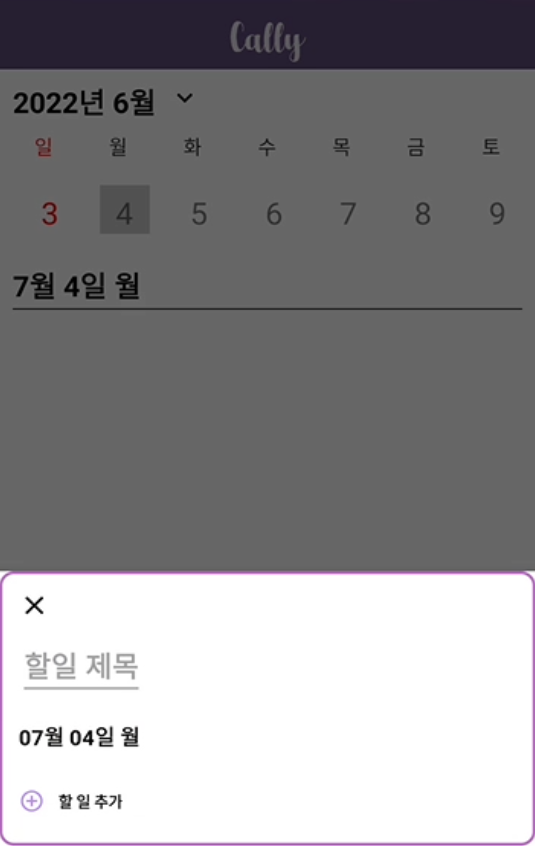 Cally
2022년 6월
일 월 화 수 목 금 토
3 4 5 6 7 8 9
7월 4일 월
할일 제목
07월 04일 월
할 일 추가